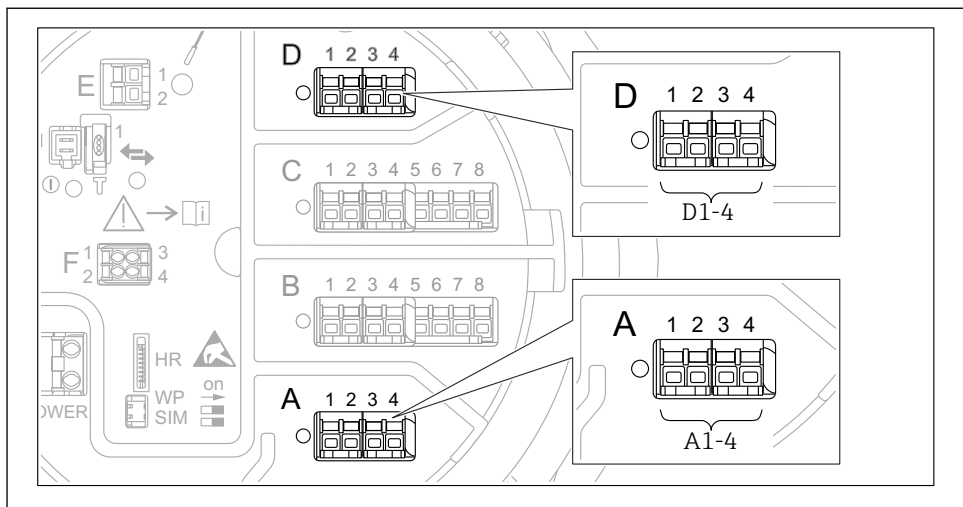 D 1 2 3 4
E 1
2
1
C 1 2 3 4 5 6 7 8
F 1 3
2 4
B 1 2 3 4 5 6 7 8
HR
WP on
SIM
OWER
A 1 2 3 4
D 1 2 3 4
D1-4
A 1 2 3 4
A1-4